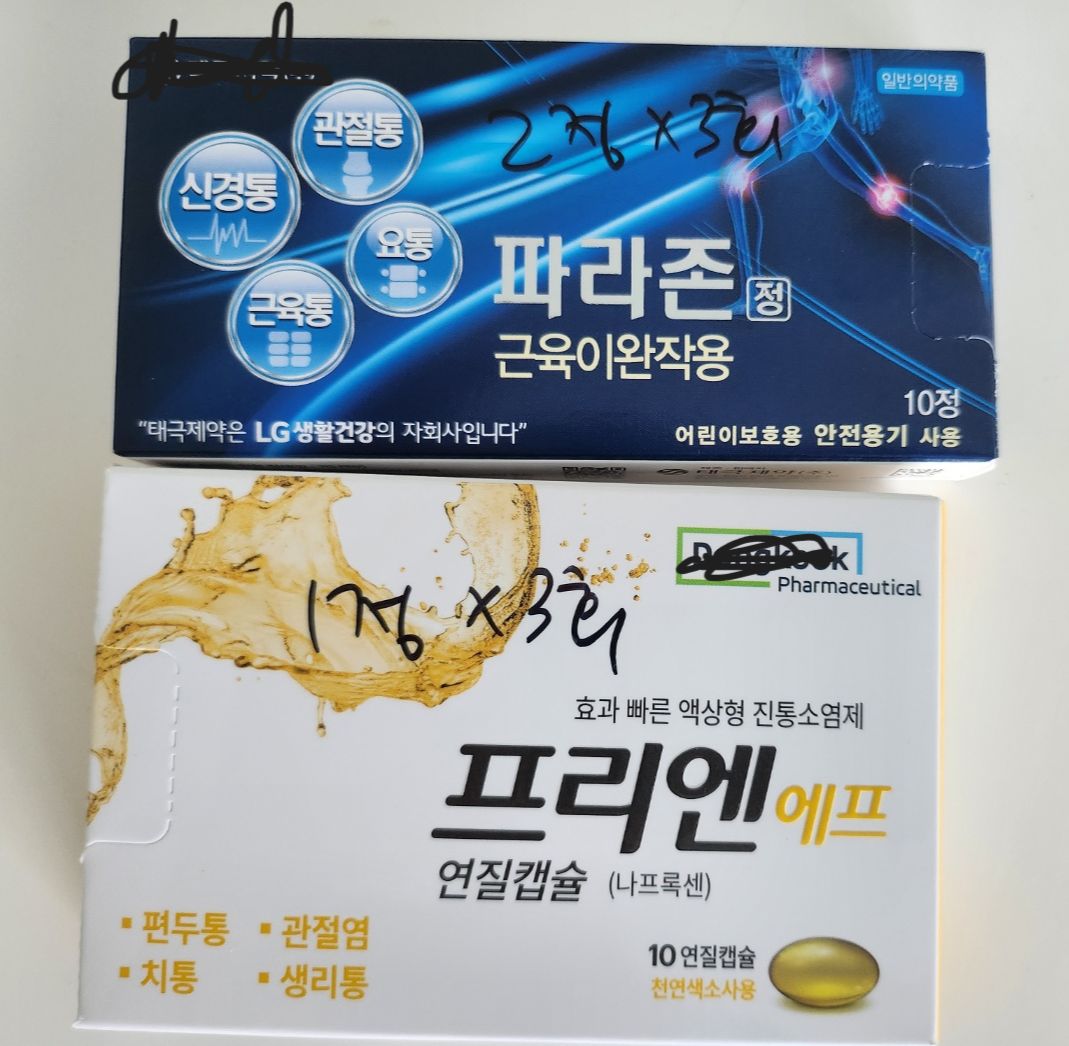 일반의약품
관절통
2정 X 3회
신경통
요통
근육통
파라존 정
근육이완작용
10정
"태극제약은 LG생활건강의 자회사입니다"
어린이보호용 안전용기 사용
Pharmaceutical
1정 X 3회
효과 빠른 액상형 진통소염제
프리엔 에프
연질캡슐 (나프록센)
▪ 편두통 ▪ 관절염
▪ 치통 ▪ 생리통
10 연질캡슐
천연색소사용